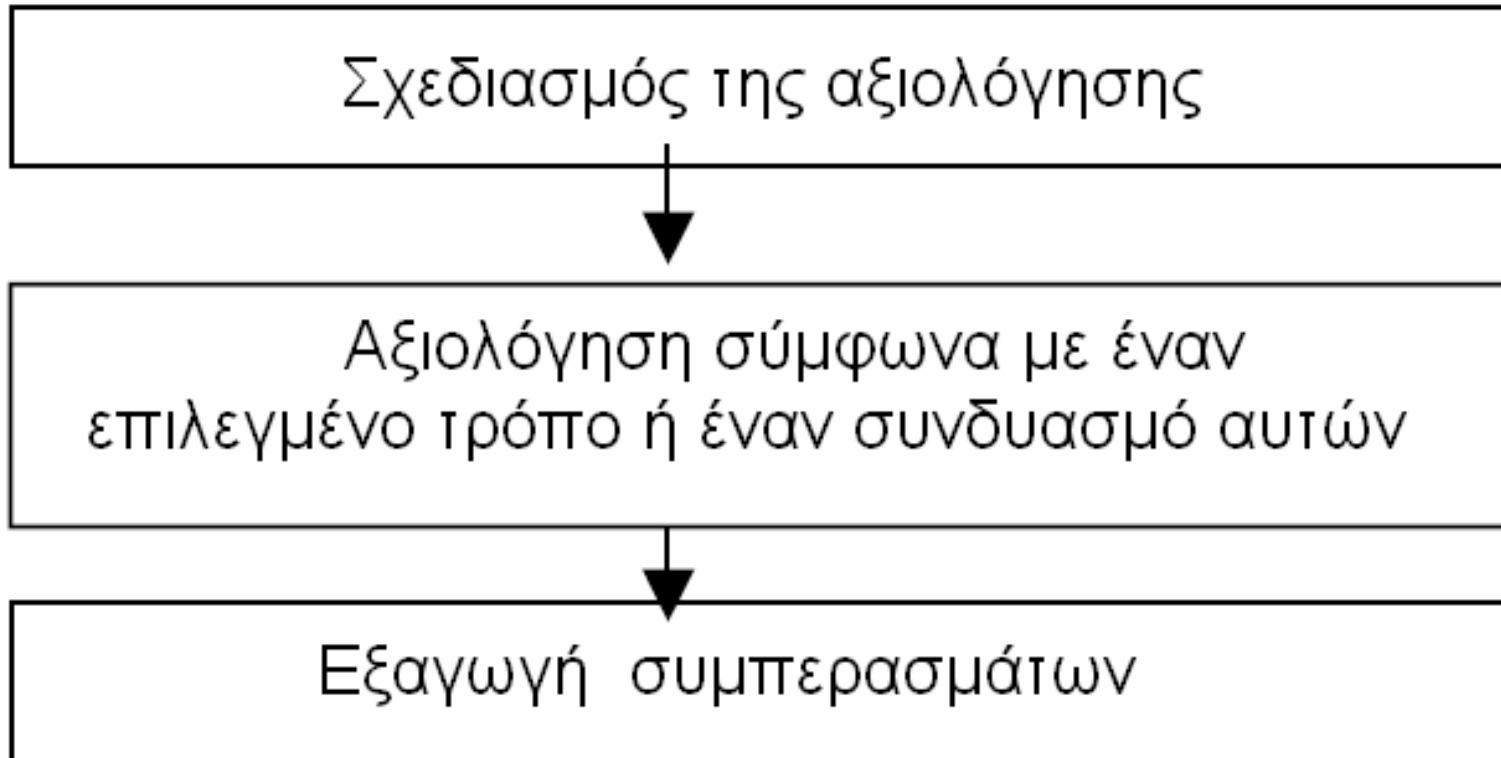 Σχεδιασμός της αξιολόγησης
Αξιολόγηση σύμφωνα με έναν
επιλεγμένο τρόπο ή έναν συνδυασμό αυτών
Εξαγωγή συμπερασμάτων